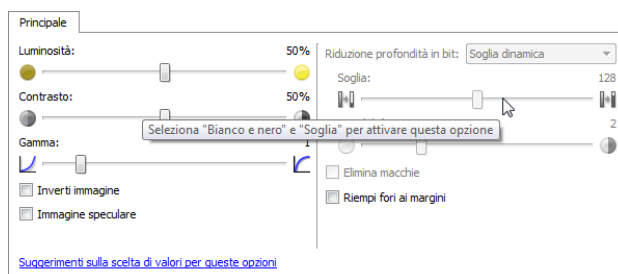 Principale
Luminosità: 50%
Contrasto: 50%
Gamma: 1
Inverti immagine
Immagine speculare
Suggerimenti sulla scelta di valori per queste opzioni
Riduzione profondità in bit: Soglia dinamica
Soglia: 128
Seleziona "Bianco e nero" e "Soglia" per attivare questa opzione
2
Elimina macchie
Riempi fori ai margini